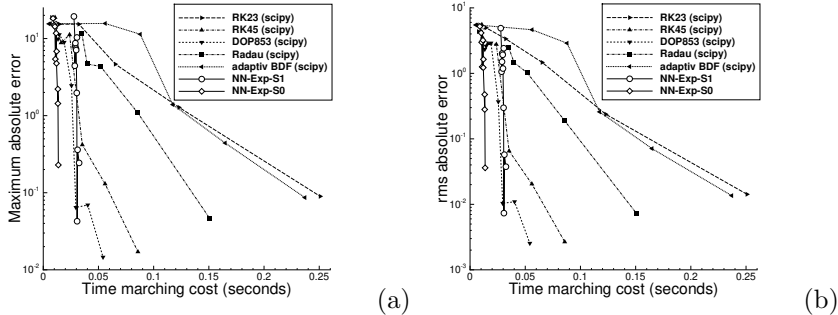 RK23 (scipy)
RK45 (scipy)
DOP853 (scipy)
Radau (scipy)
adaptiv BDF (scipy)
NN-Exp-S1
NN-Exp-S0
10^1
10^0
10^-1
10^-2
Maximum absolute error
0 0.05 0.1 0.15 0.2 0.25
Time marching cost (seconds)
(a)
RK23 (scipy)
RK45 (scipy)
DOP853 (scipy)
Radau (scipy)
adaptiv BDF (scipy)
NN-Exp-S1
NN-Exp-S0
10^1
10^0
10^-1
10^-2
10^-3
rms absolute error
0 0.05 0.1 0.15 0.2 0.25
Time marching cost (seconds)
(b)